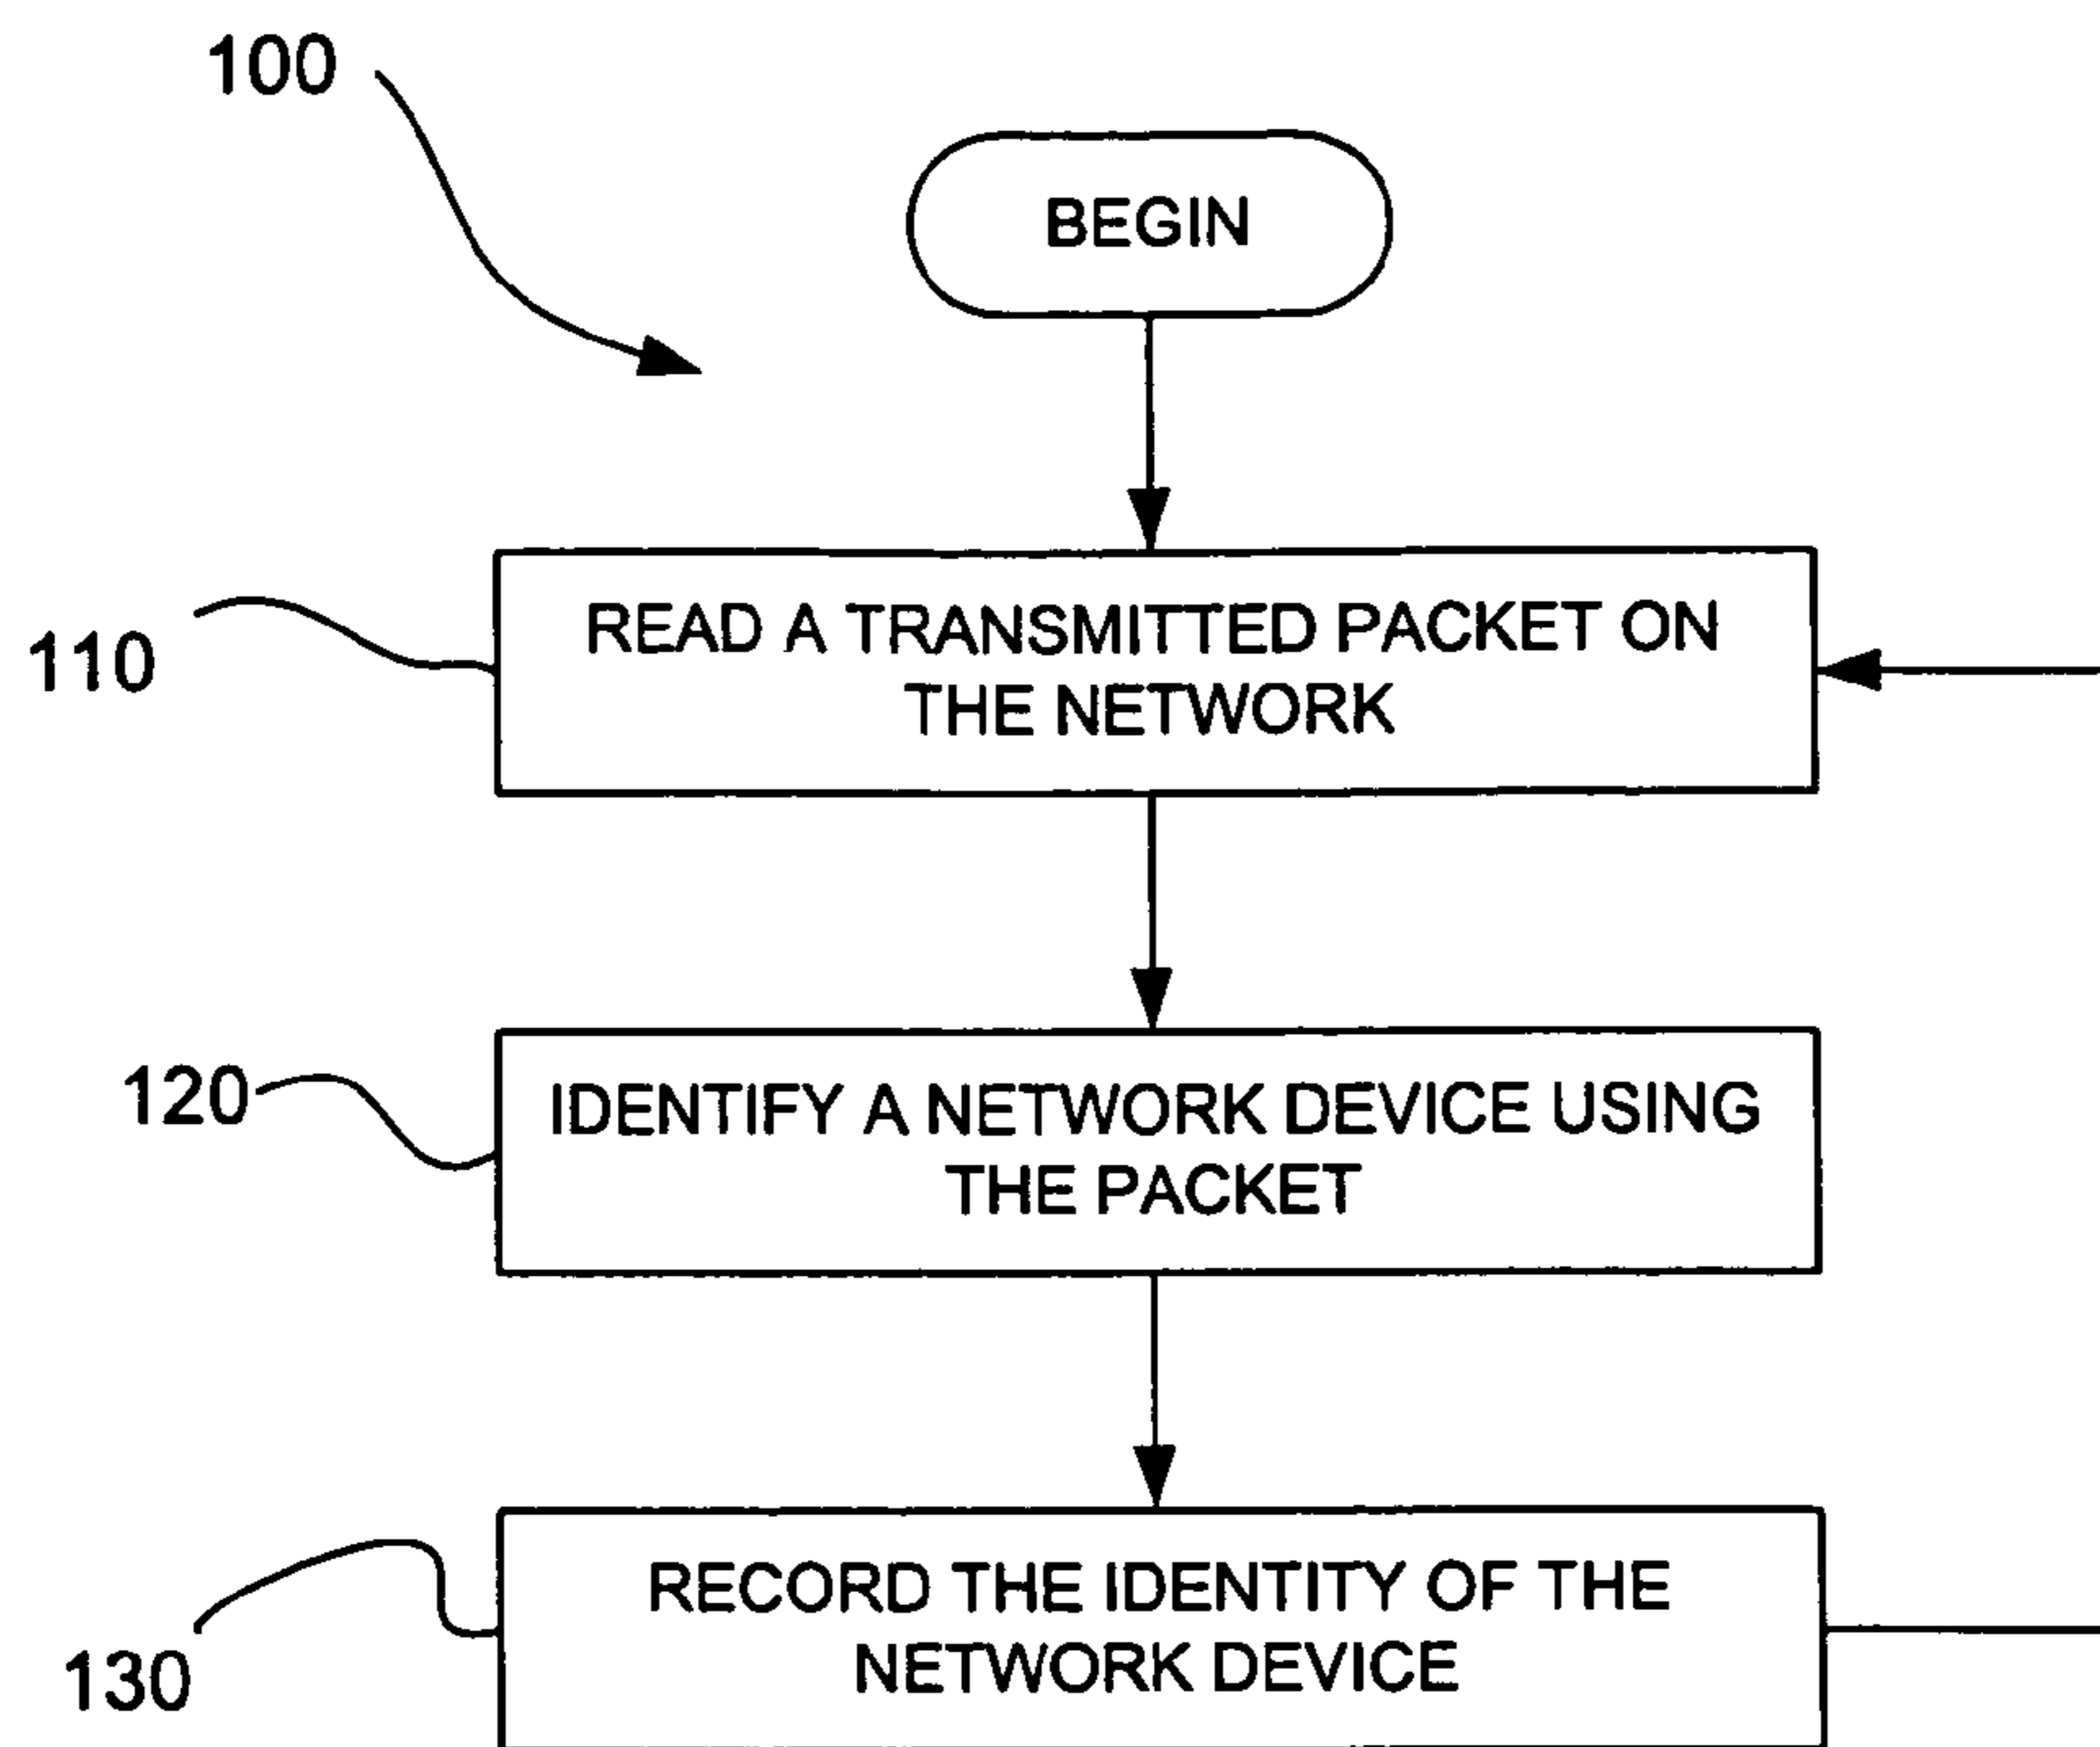 100
BEGIN
110
READ A TRANSMITTED PACKET ON
THE NETWORK
120
IDENTIFY A NETWORK DEVICE USING
THE PACKET
130
RECORD THE IDENTITY OF THE
NETWORK DEVICE